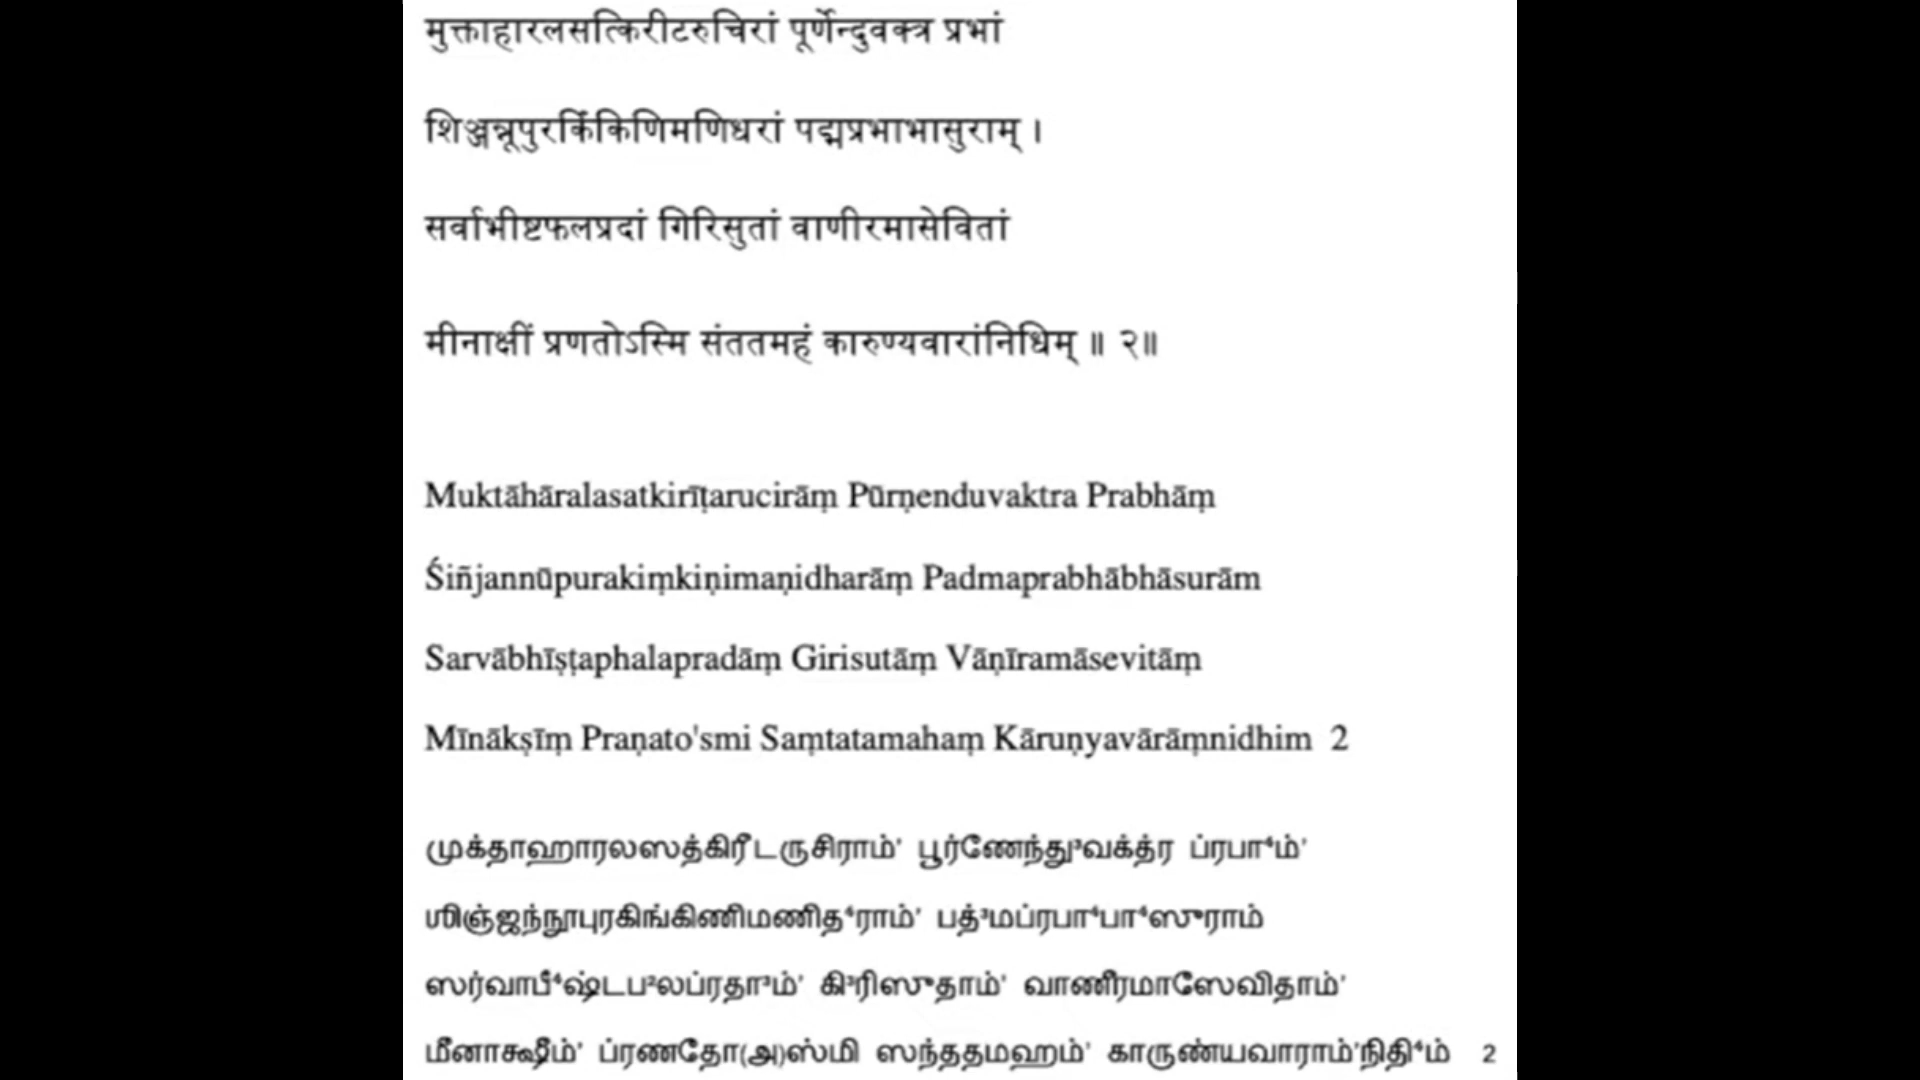 मुक्ताहारलसत्किरीटरुचिरां पूर्णेन्दुवक्त्र प्रभां
शिञ्जन्नूपुरकिंकिणिमणिधरां पद्मप्रभाभासुराम् ।
सर्वाभीष्टफलप्रदां गिरिसुतां वाणीरमासेवितां
मीनाक्षीं प्रणतोऽस्मि संततमहं कारुण्यवारांनिधिम् ॥ २॥
Muktāhāralasatkirīṭarucirāṃ Pūrṇenduvaktra Prabhāṃ
Śiñjannūpurakiṃkiṇimaṇidharāṃ Padmaprabhābhāsurām
Sarvābhīṣṭaphalapradāṃ Girisutāṃ Vāṇīramāsevitāṃ
Mīnākṣīṃ Praṇato'smi Saṃtatamahaṃ Kāruṇyavārāṃnidhim 2
முக்தாஹாரலஸத்கிரீடருசிராம்ʼ பூர்ணேந்து³வக்த்ர ப்ரபா⁴ம்ʼ
ஶிஞ்ஜந்நூபுரகிங்கிணிமணித⁴ராம்ʼ பத்³மப்ரபா⁴பா⁴ஸுராம்
ஸர்வாபீ⁴ஷ்டப²லப்ரதா³ம்ʼ கி³ரிஸுதாம்ʼ வாணீரமாஸேவிதாம்ʼ
மீனாக்ஷீம்ʼ ப்ரணதோ(அ)ஸ்மி ஸந்ததமஹம்ʼ காருண்யவாராம்ʼநிதி⁴ம் 2